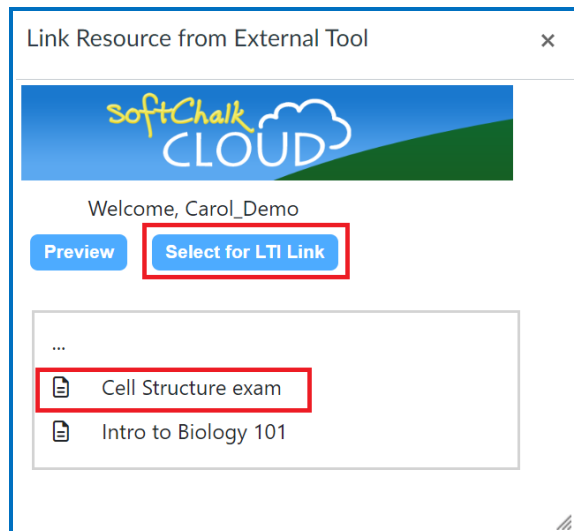 Link Resource from External Tool ×
SoftChalk
CLOUD
Welcome, Carol_Demo
Preview Select for LTI Link
...
Cell Structure exam
Intro to Biology 101